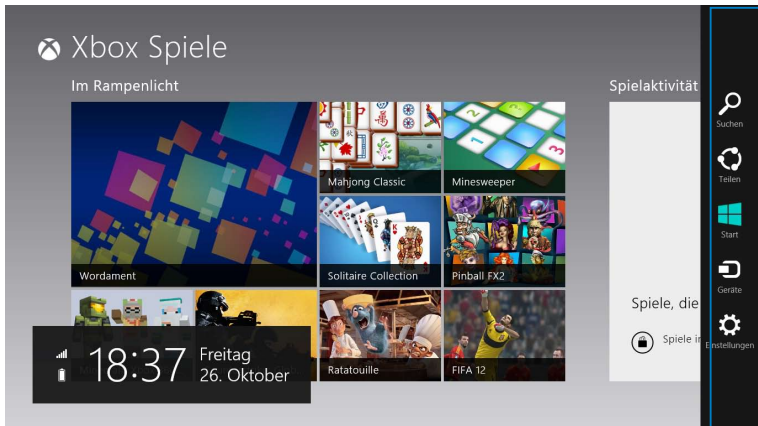 Xbox Spiele
Im Rampenlicht
Spielaktivität
Mahjong Classic
Minesweeper
Wordament
Solitaire Collection
Pinball FX2
Ratatouille
FIFA 12
Spiele, die
Spiele in
18:37
Freitag
26. Oktober
Suchen
Teilen
Start
Geräte
Einstellungen